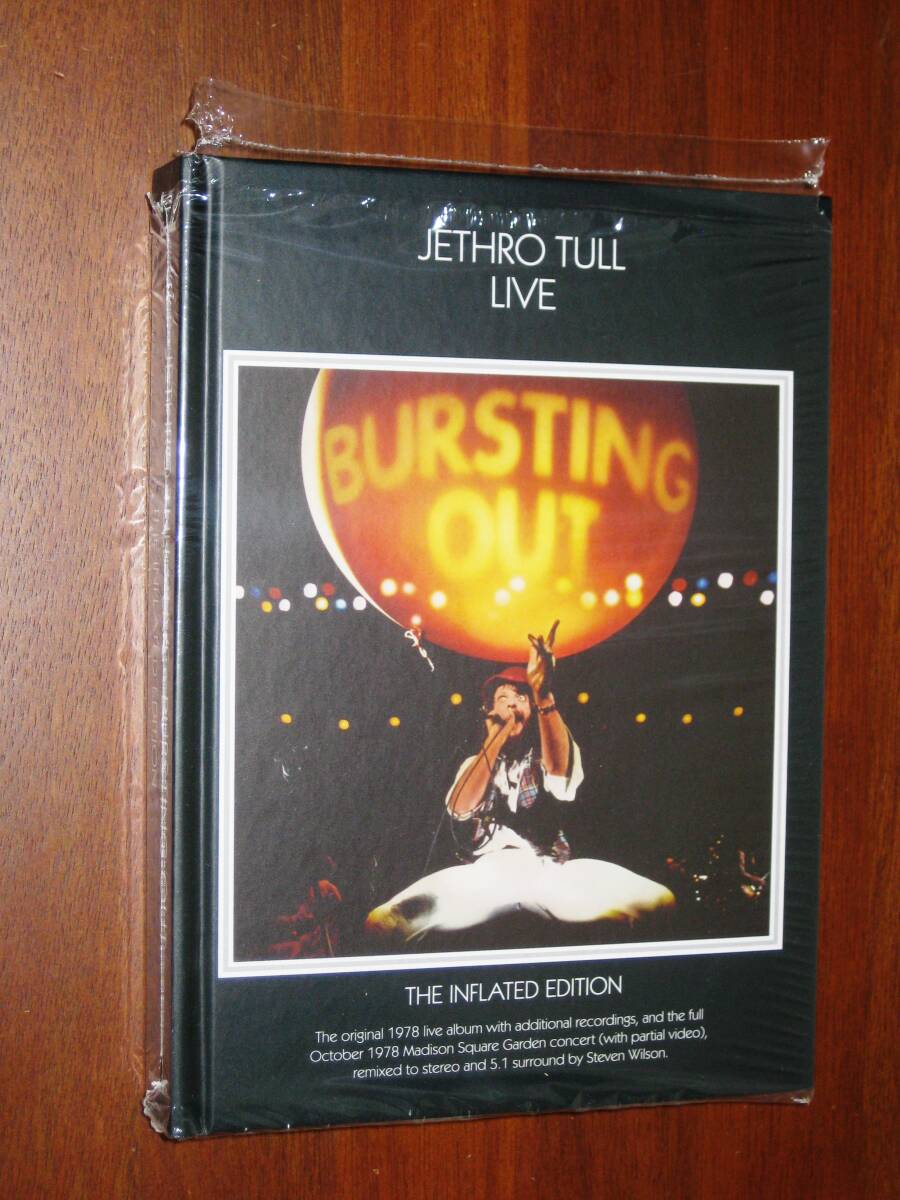 JETHRO TULL
LIVE
BURSTING
OUT
THE INFLATED EDITION
The original 1978 live album with additional recordings, and the full
October 1978 Madison Square Garden concert (with partial video),
remixed to stereo and 5.1 surround by Steven Wilson.